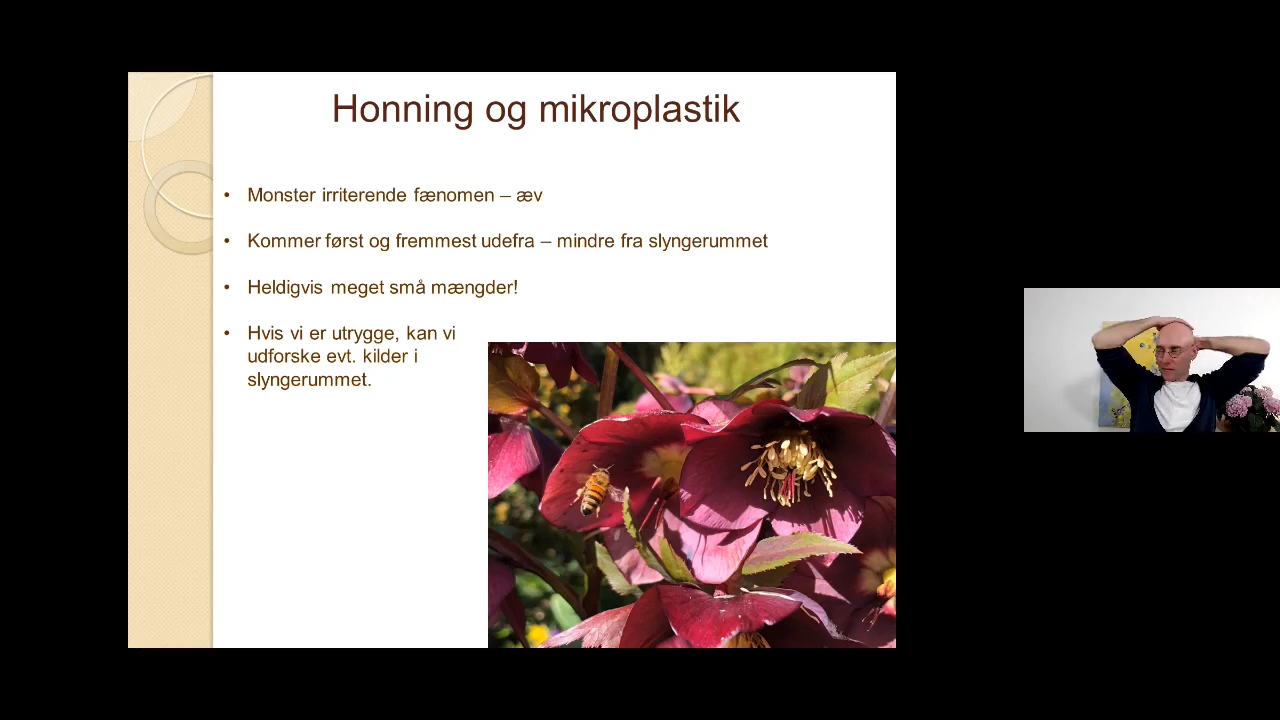 Honning og mikroplastik
• Monster irriterende fænomen – æv
• Kommer først og fremmest udefra – mindre fra slyngerummet
• Heldigvis meget små mængder!
• Hvis vi er utrygge, kan vi
udforske evt. kilder i
slyngerummet.